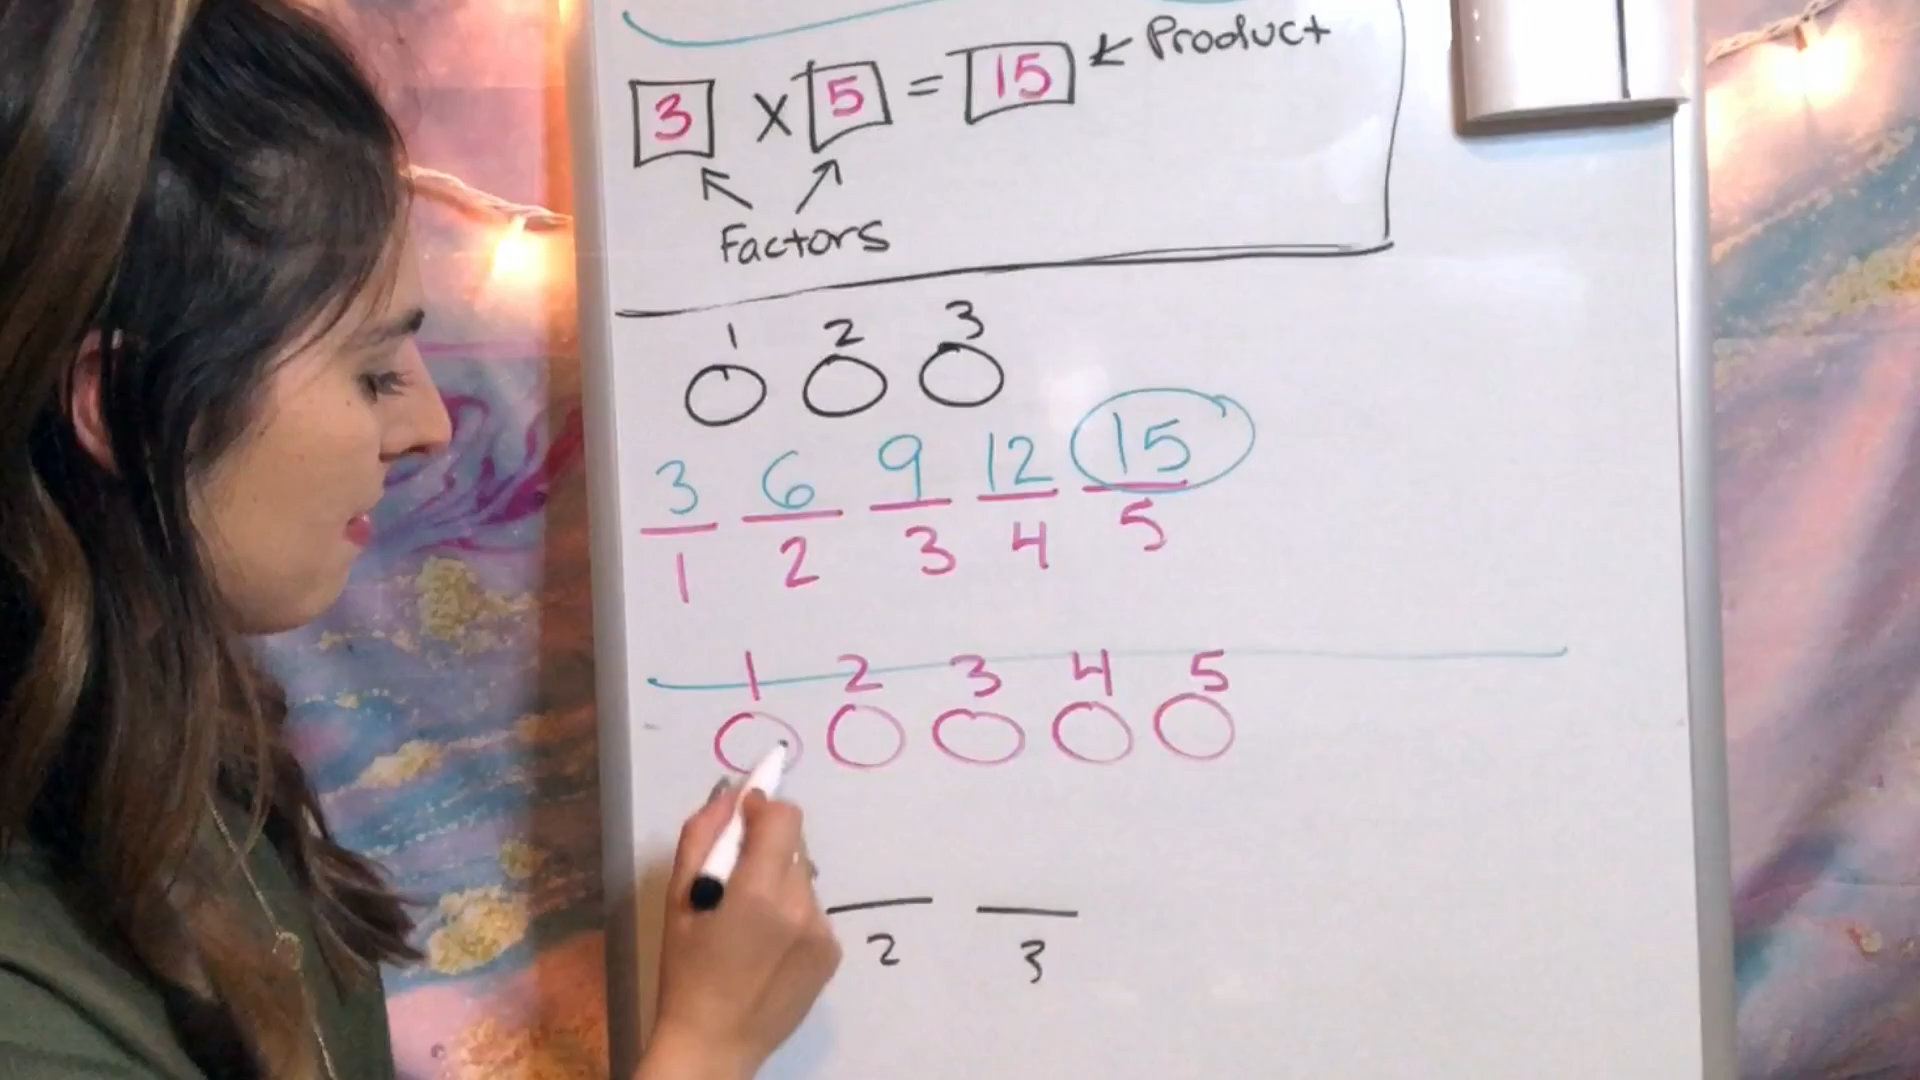 3 X 5 = 15 ← Product
Factors
1 2 3
3 6 9 12 15
1 2 3 4 5
1 2 3 4 5
2 3